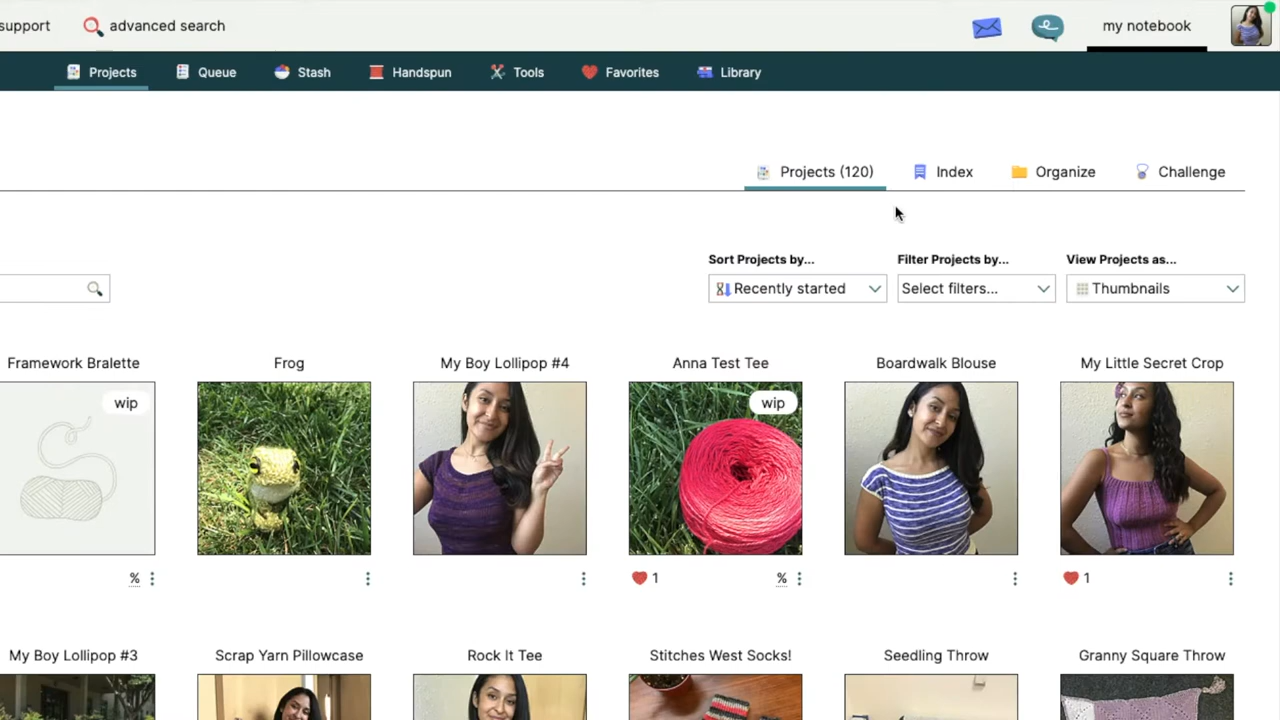 support
advanced search
my notebook
Projects
Queue
Stash
Handspun
Tools
Favorites
Library
Projects (120)
Index
Organize
Challenge
Sort Projects by...
Filter Projects by...
View Projects as...
Recently started
Select filters...
Thumbnails
Framework Bralette
Frog
My Boy Lollipop #4
Anna Test Tee
Boardwalk Blouse
My Little Secret Crop
wip
wip
%
1
%
1
My Boy Lollipop #3
Scrap Yarn Pillowcase
Rock It Tee
Stitches West Socks!
Seedling Throw
Granny Square Throw